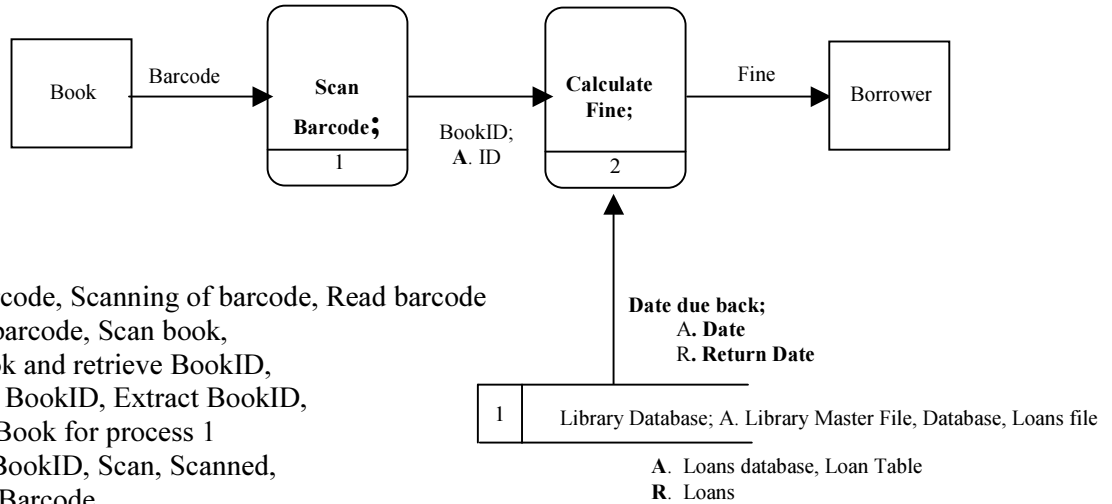 Book
Barcode
Scan
Barcode;
1
BookID;
A. ID
Calculate
Fine;
2
Fine
Borrower
code, Scanning of barcode, Read barcode
barcode, Scan book,
k and retrieve BookID,
BookID, Extract BookID,
Book for process 1
BookID, Scan, Scanned,
Barcode
Date due back;
A. Date
R. Return Date
1
Library Database; A. Library Master File, Database, Loans file
A. Loans database, Loan Table
R. Loans